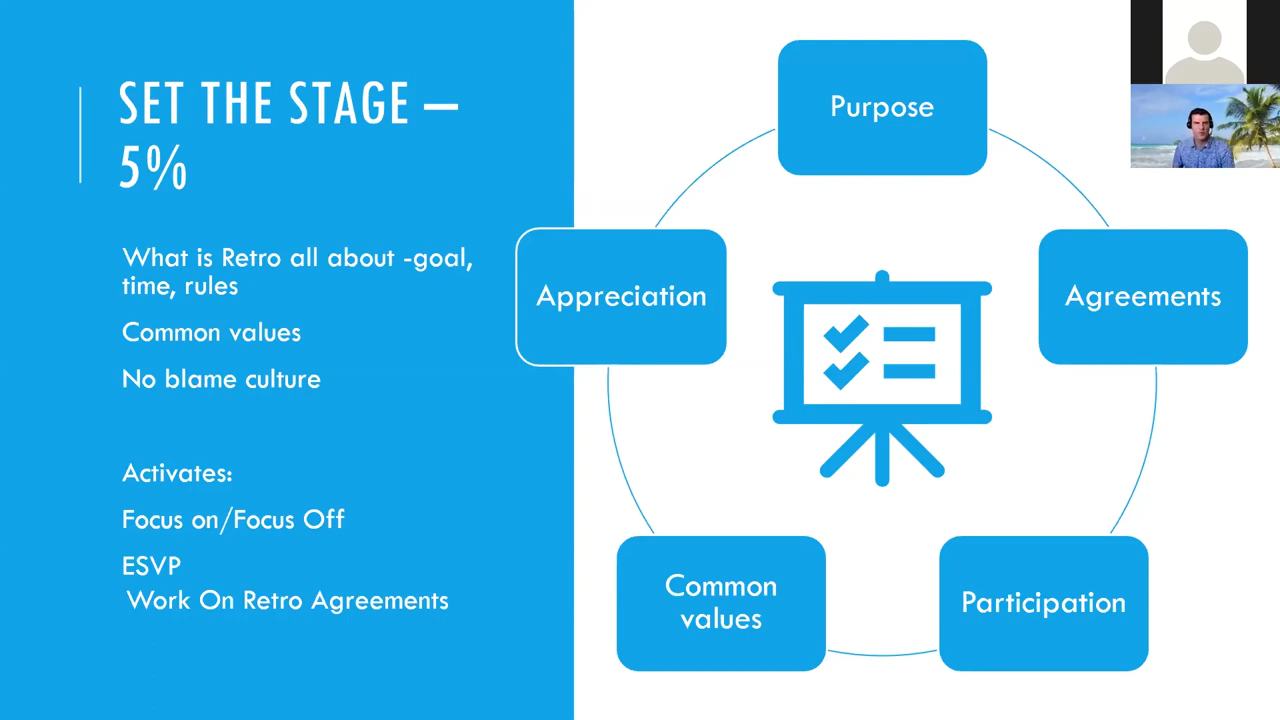 SET THE STAGE –
5%
What is Retro all about -goal,
time, rules
Common values
No blame culture
Activates:
Focus on/Focus Off
ESVP
Work On Retro Agreements
Purpose
Agreements
Participation
Common
values
Appreciation